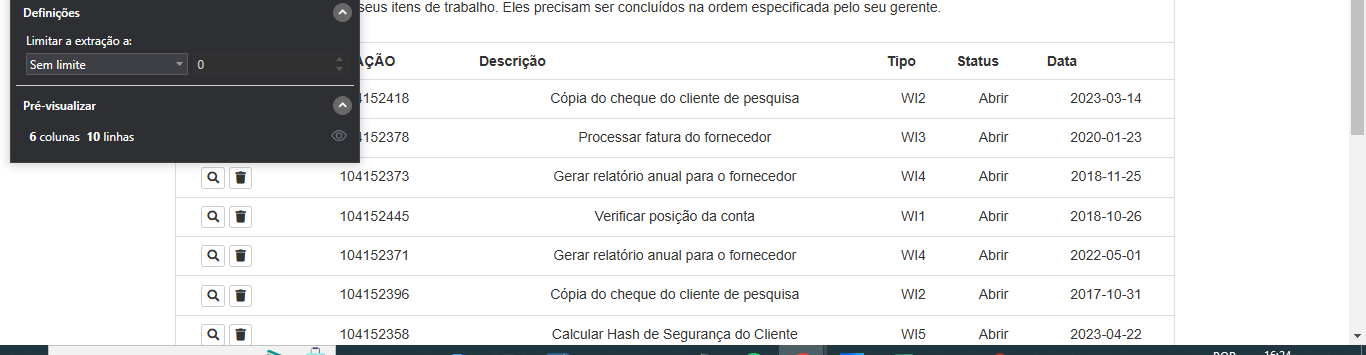 Definições
Limitar a extração a:
Sem limite 0
Pré-visualizar
6 colunas 10 linhas
seus itens de trabalho. Eles precisam ser concluídos na ordem especificada pelo seu gerente.
AÇÃO Descrição Tipo Status Data
4152418 Cópia do cheque do cliente de pesquisa WI2 Abrir 2023-03-14
4152378 Processar fatura do fornecedor WI3 Abrir 2020-01-23
104152373 Gerar relatório anual para o fornecedor WI4 Abrir 2018-11-25
104152445 Verificar posição da conta WI1 Abrir 2018-10-26
104152371 Gerar relatório anual para o fornecedor WI4 Abrir 2022-05-01
104152396 Cópia do cheque do cliente de pesquisa WI2 Abrir 2017-10-31
104152358 Calcular Hash de Segurança do Cliente WI5 Abrir 2023-04-22